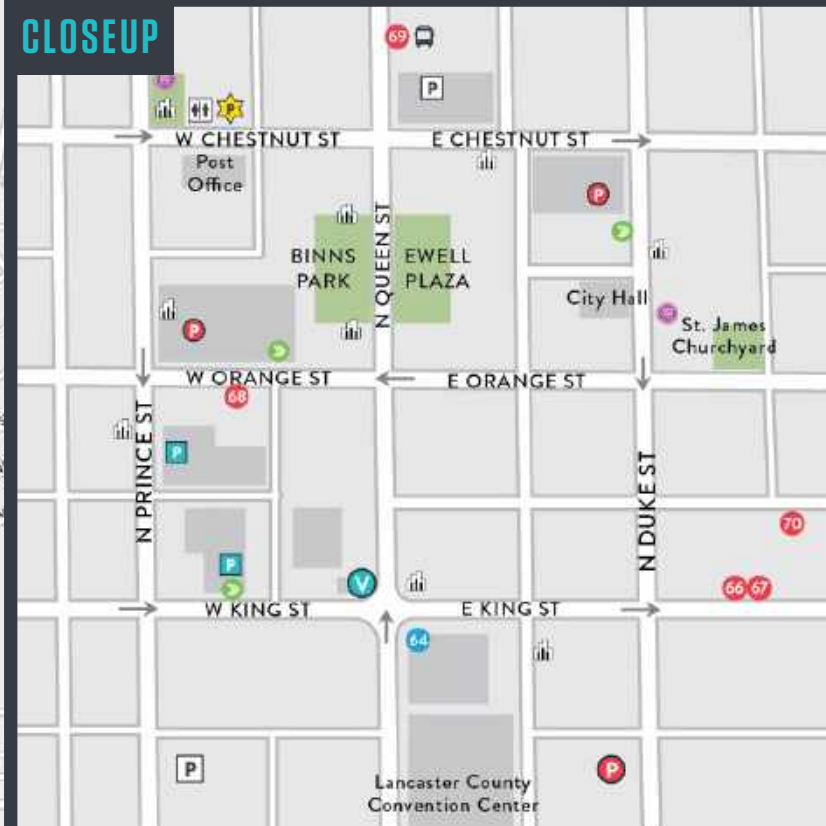 CLOSEUP
69
P
P
W CHESTNUT ST
E CHESTNUT ST
Post
Office
P
N QUEEN ST
BINNS
PARK
EWELL
PLAZA
City Hall
St. James
Churchyard
P
W ORANGE ST
E ORANGE ST
68
N PRINCE ST
P
N DUKE ST
70
P
V
66 67
W KING ST
E KING ST
64
P
P
Lancaster County
Convention Center